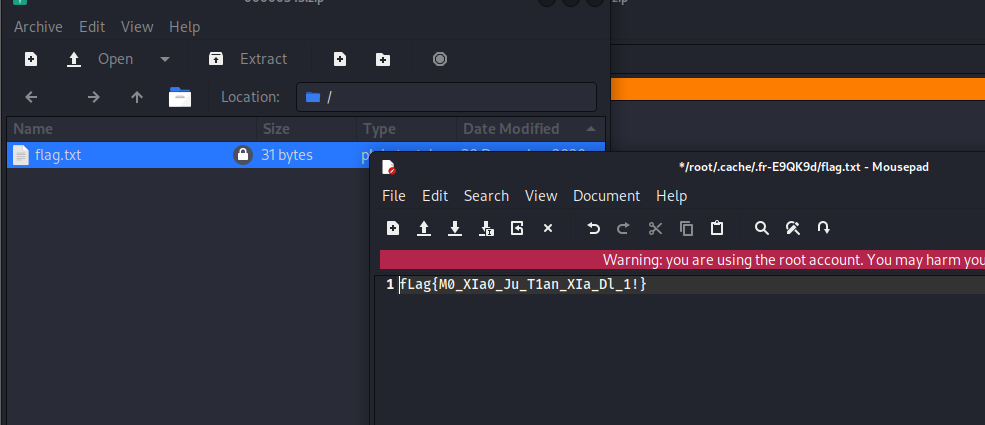 Archive Edit View Help
Open Extract
Location: /
Name Size Type Date Modified
flag.txt 31 bytes
*/root/.cache/.fr-E9QK9d/flag.txt - Mousepad
File Edit Search View Document Help
Warning: you are using the root account. You may harm you
1 fLag{M0_XIa0_Ju_T1an_XIa_Dl_1!}